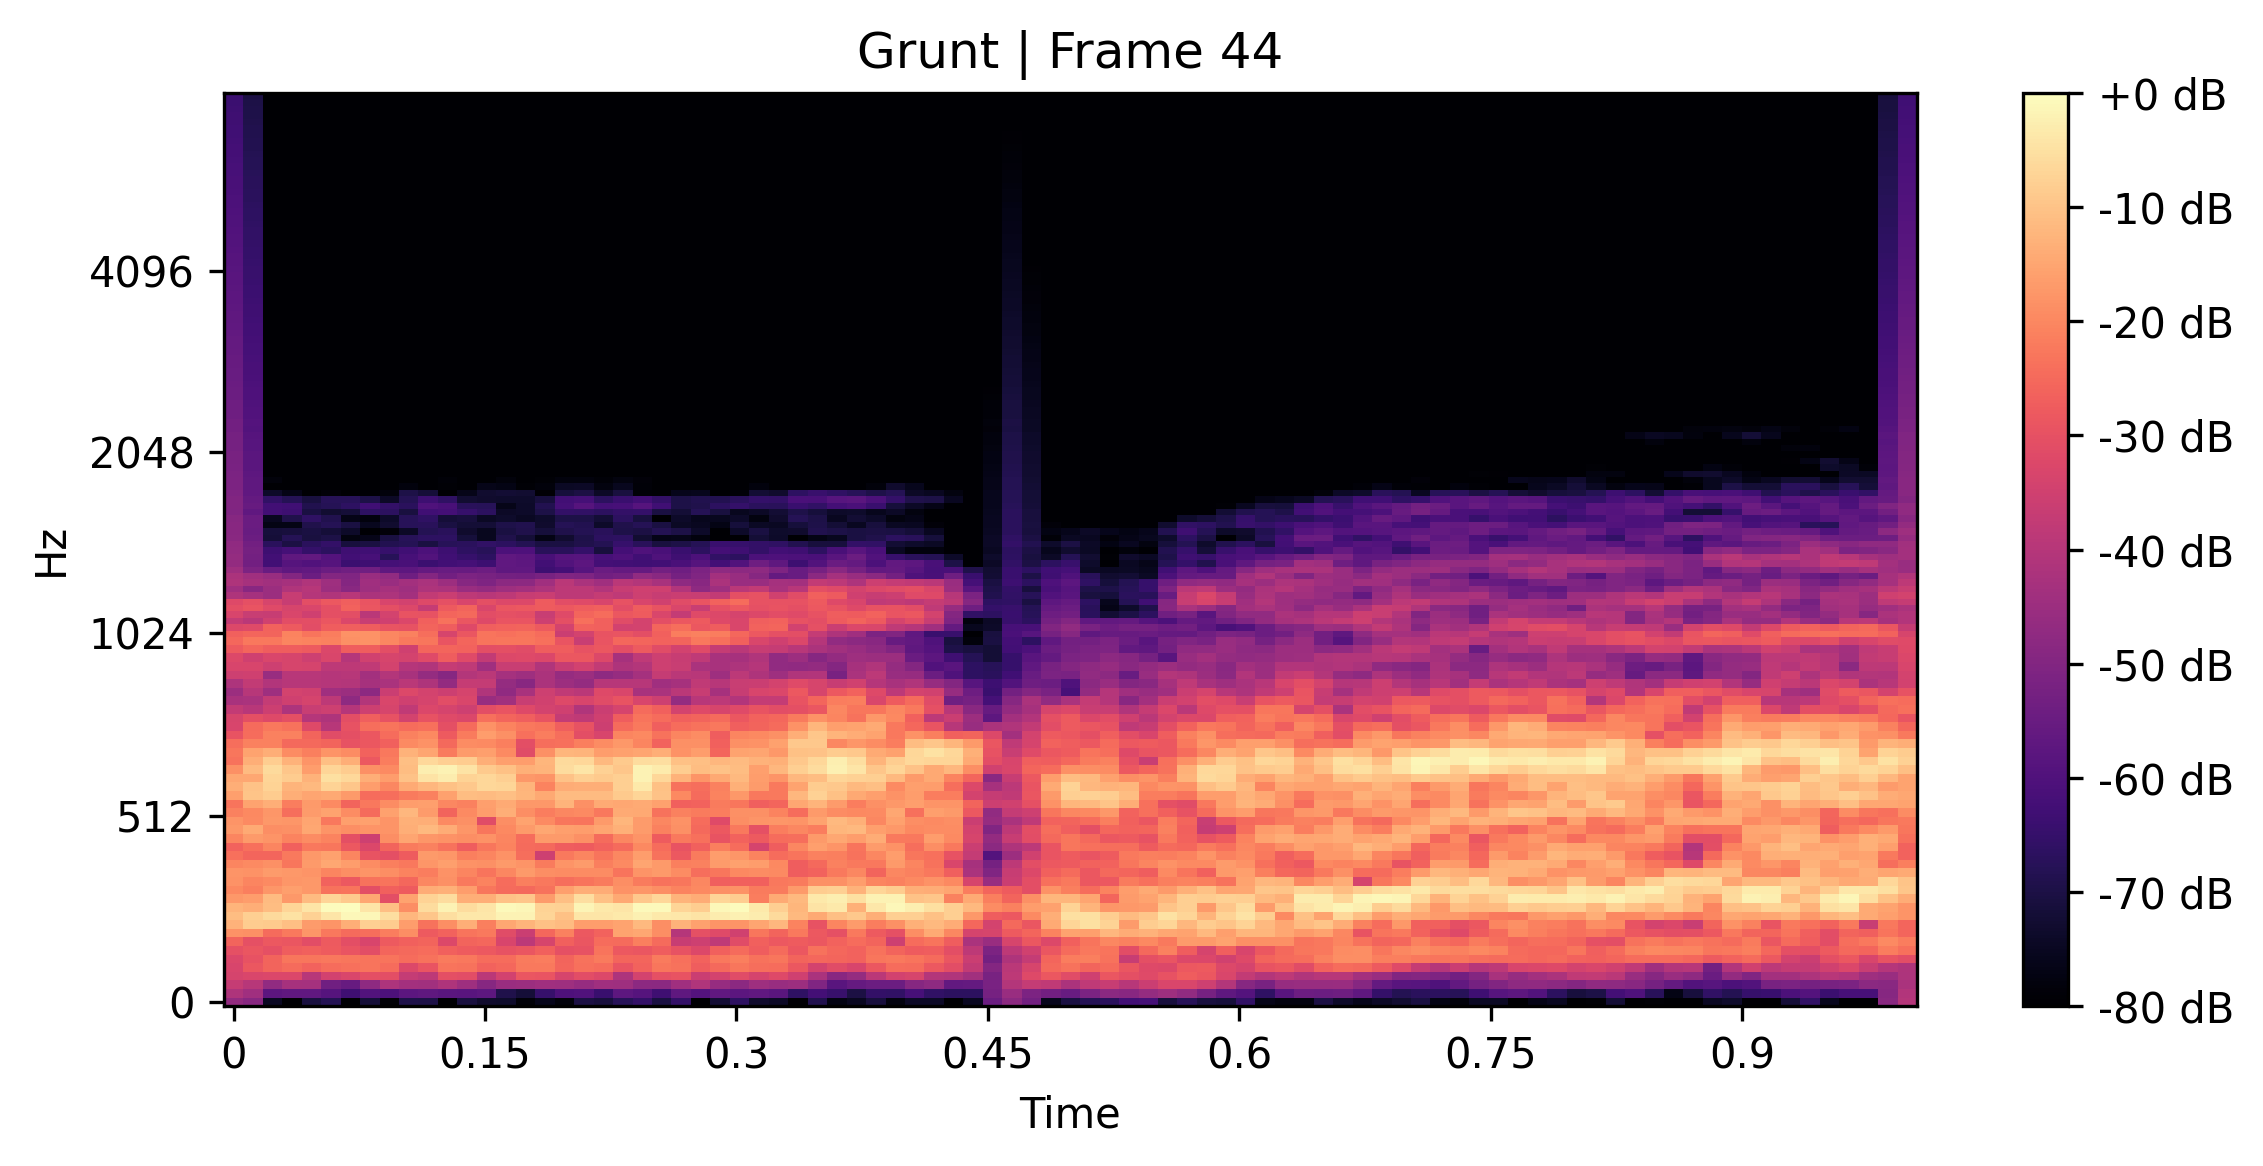 Grunt | Frame 44
+0 dB
-10 dB
-20 dB
-30 dB
-40 dB
-50 dB
-60 dB
-70 dB
-80 dB
Hz
4096
2048
1024
512
0
0 0.15 0.3 0.45 0.6 0.75 0.9
Time